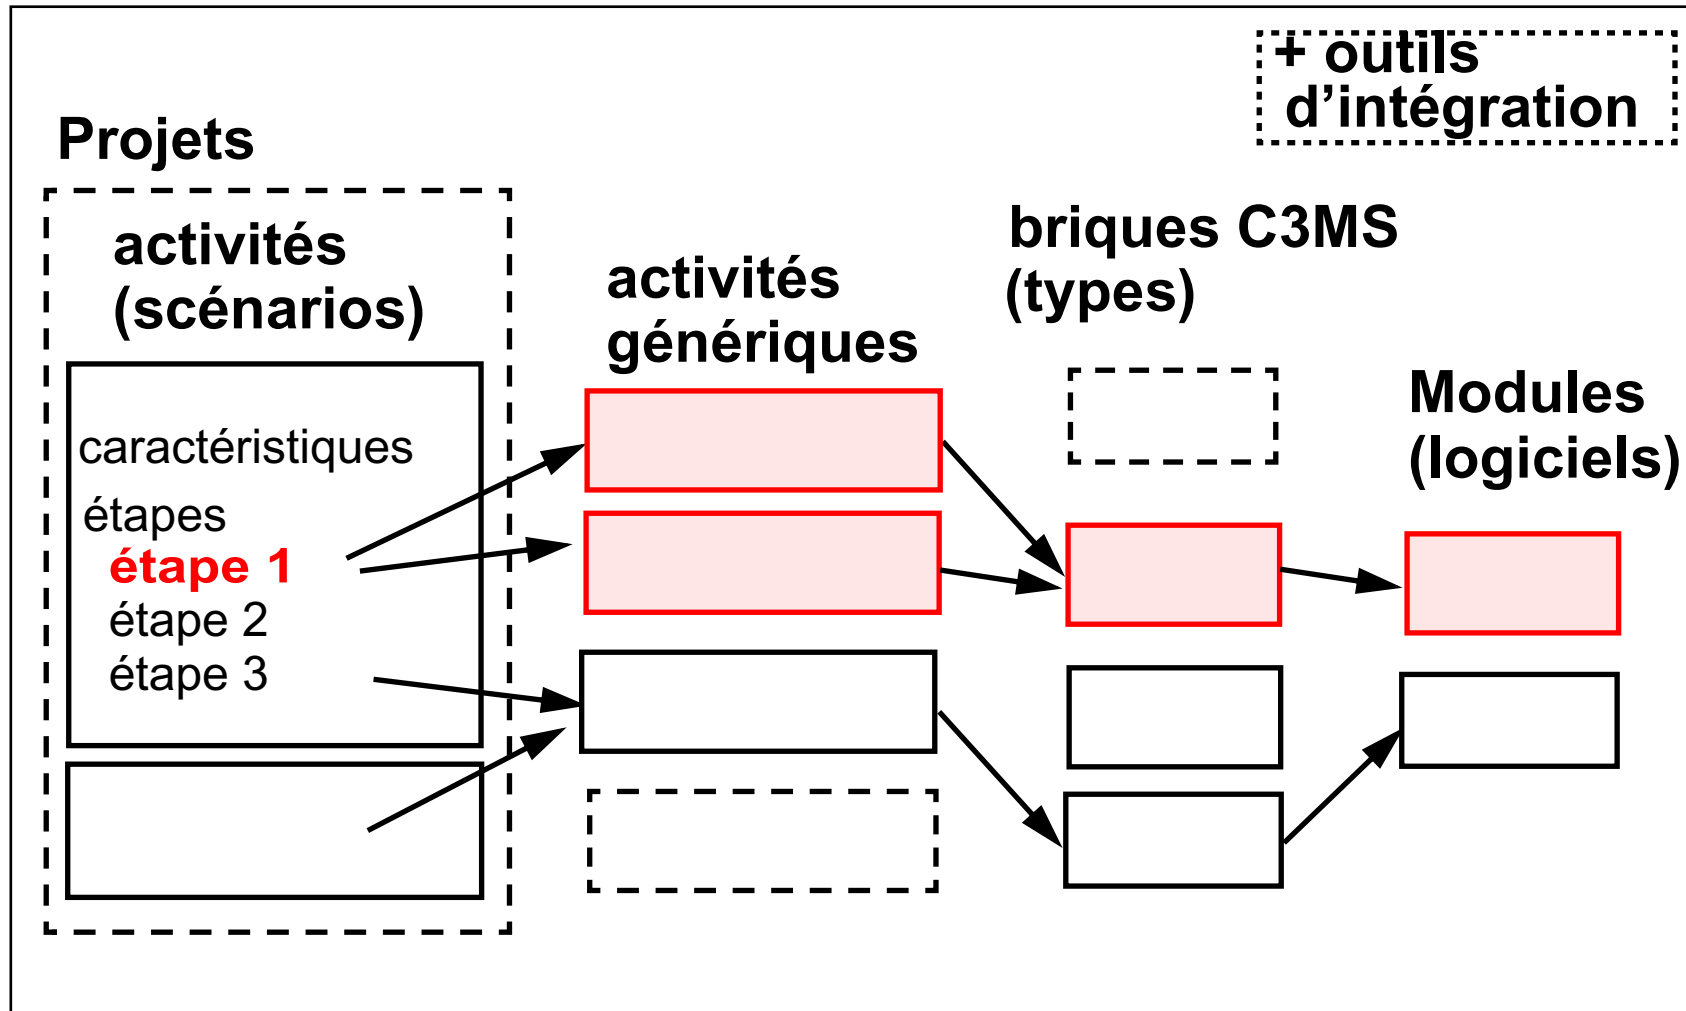 + outils
d’intégration
Projets
activités
(scénarios)
caractéristiques
étapes
étape 1
étape 2
étape 3
activités
génériques
briques C3MS
(types)
Modules
(logiciels)